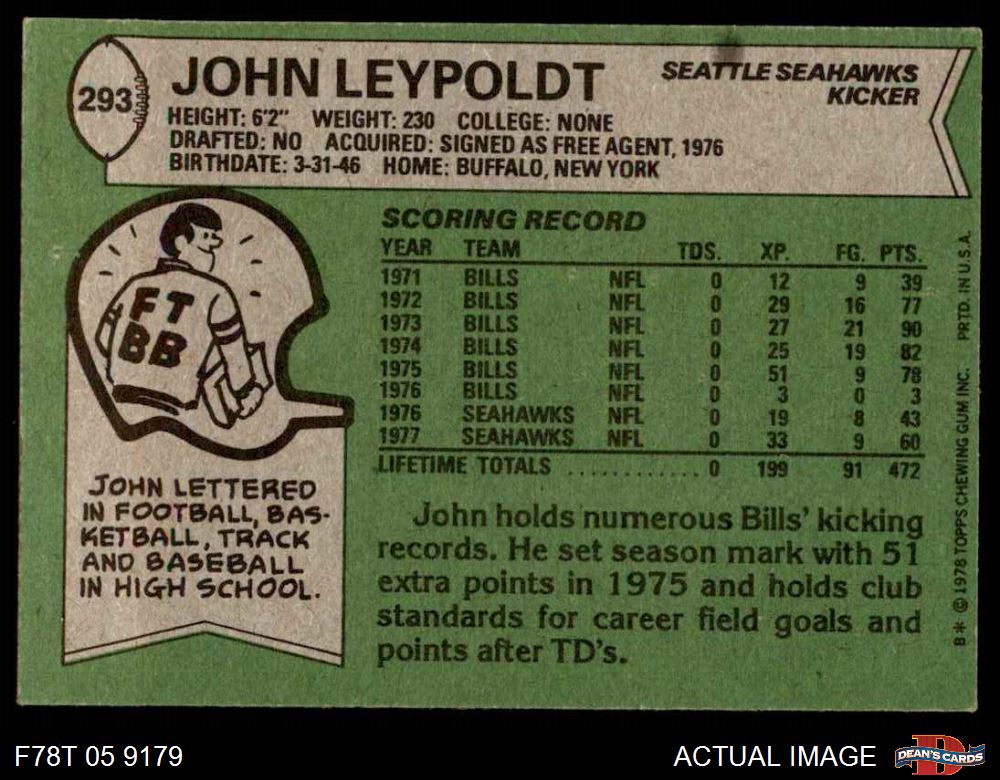 293
JOHN LEYPOLDT
SEATTLE SEAHAWKS
KICKER
HEIGHT: 6'2" WEIGHT: 230 COLLEGE: NONE
DRAFTED: NO ACQUIRED: SIGNED AS FREE AGENT, 1976
BIRTHDATE: 3-31-46 HOME: BUFFALO, NEW YORK
FT
BB
JOHN LETTERED
IN FOOTBALL, BAS-
KETBALL, TRACK
AND BASEBALL
IN HIGH SCHOOL.
SCORING RECORD
YEAR TEAM TDS. XP. FG. PTS.
1971 BILLS NFL 0 12 9 39
1972 BILLS NFL 0 29 16 77
1973 BILLS NFL 0 27 21 90
1974 BILLS NFL 0 25 19 82
1975 BILLS NFL 0 51 9 78
1976 BILLS NFL 0 3 0 3
1976 SEAHAWKS NFL 0 19 8 43
1977 SEAHAWKS NFL 0 33 9 60
LIFETIME TOTALS ............ 0 199 91 472
John holds numerous Bills' kicking
records. He set season mark with 51
extra points in 1975 and holds club
standards for career field goals and
points after TD's.
B* © 1978 TOPPS CHEWING GUM INC. PRTD. IN U.S.A.
F78T 05 9179
ACTUAL IMAGE
D
DEAN'S CARDS